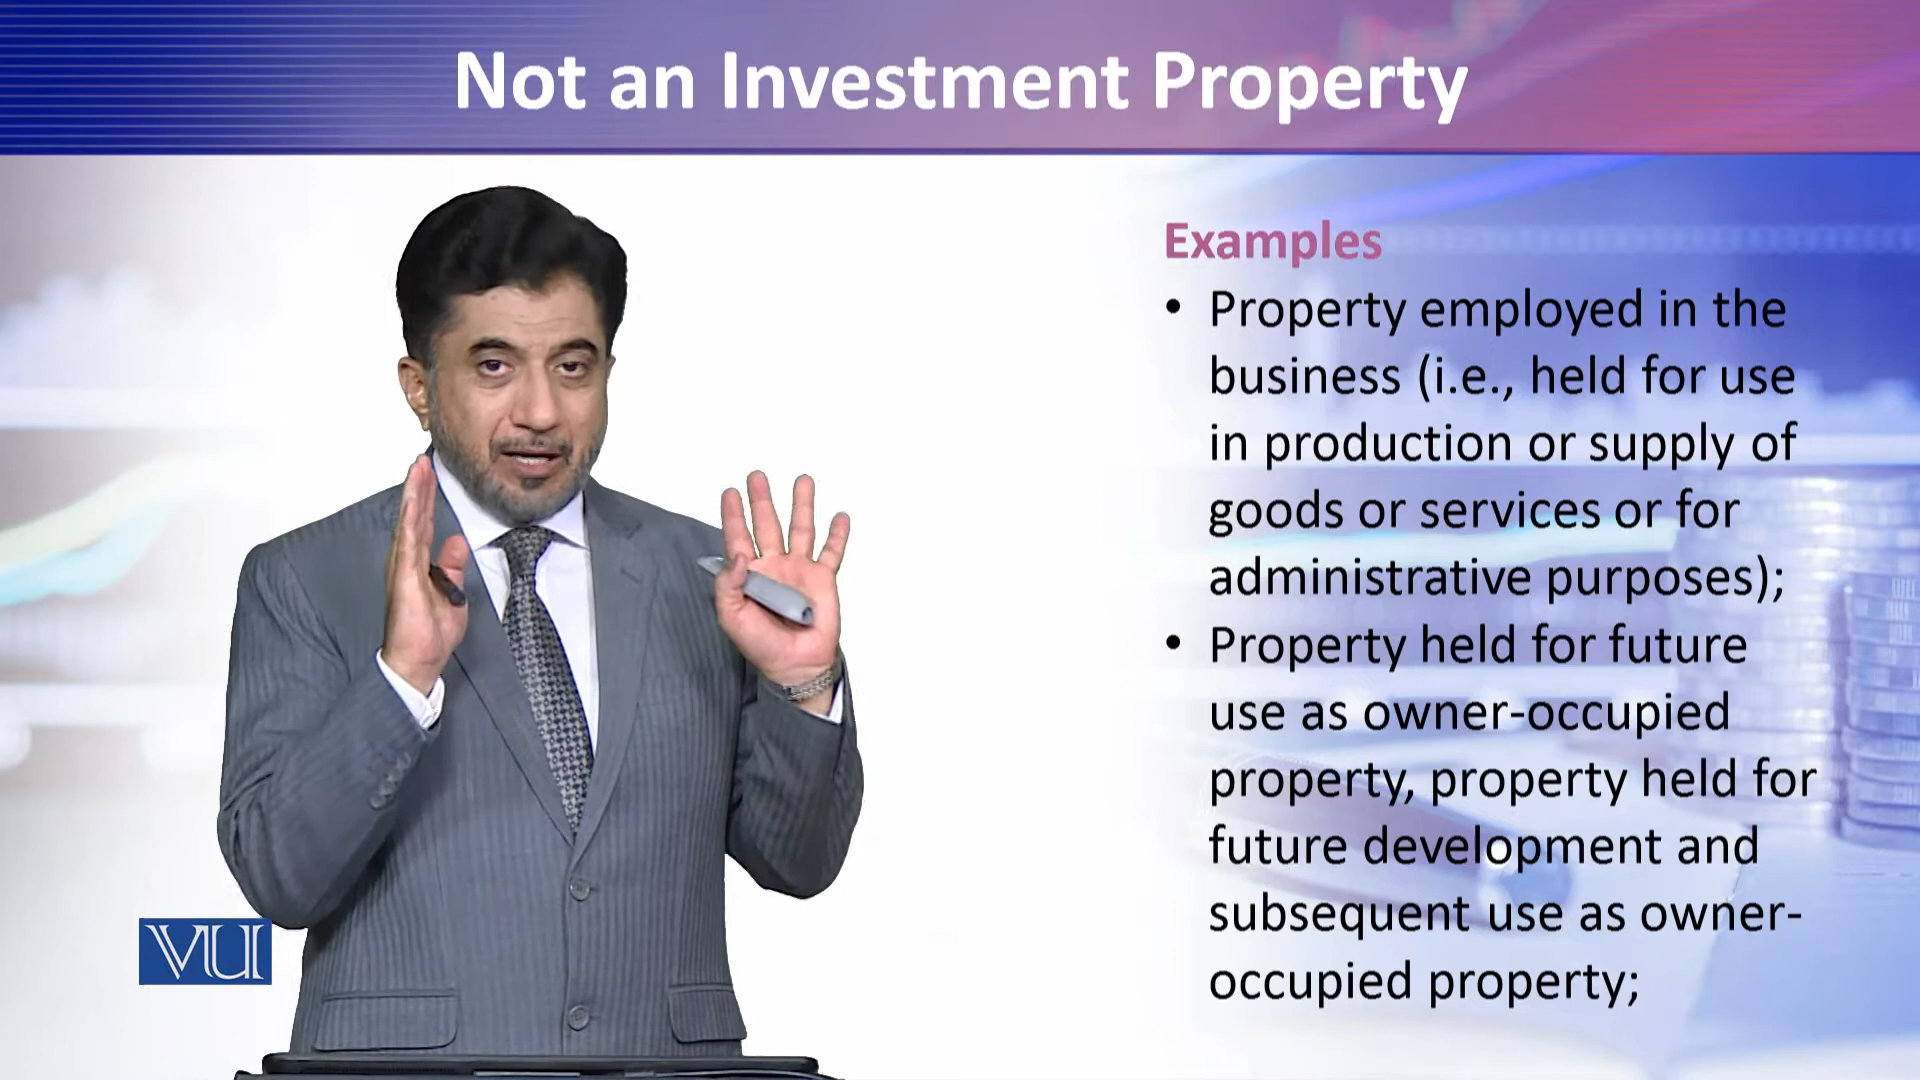 Not an Investment Property
Examples
• Property employed in the
business (i.e., held for use
in production or supply of
goods or services or for
administrative purposes);
• Property held for future
use as owner-occupied
property, property held for
future development and
subsequent use as owner-
occupied property;
VU